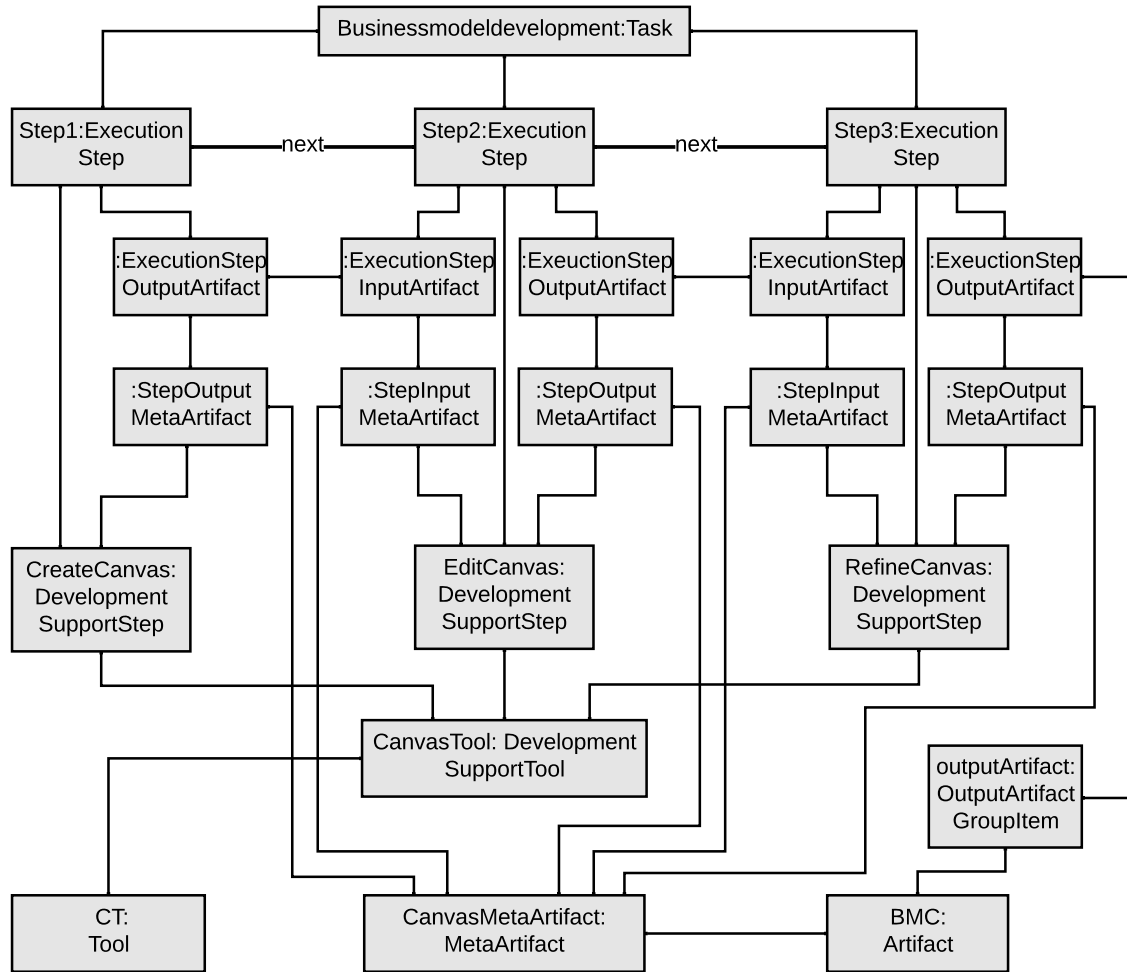 Businessmodeldevelopment:Task
Step1:Execution
Step
next
Step2:Execution
Step
next
Step3:Execution
Step
:ExecutionStep
OutputArtifact
:ExecutionStep
InputArtifact
:ExeuctionStep
OutputArtifact
:ExecutionStep
InputArtifact
:ExeuctionStep
OutputArtifact
:StepOutput
MetaArtifact
:StepInput
MetaArtifact
:StepOutput
MetaArtifact
:StepInput
MetaArtifact
:StepOutput
MetaArtifact
CreateCanvas:
Development
SupportStep
EditCanvas:
Development
SupportStep
RefineCanvas:
Development
SupportStep
CanvasTool: Development
SupportTool
outputArtifact:
OutputArtifact
GroupItem
CT:
Tool
CanvasMetaArtifact:
MetaArtifact
BMC:
Artifact